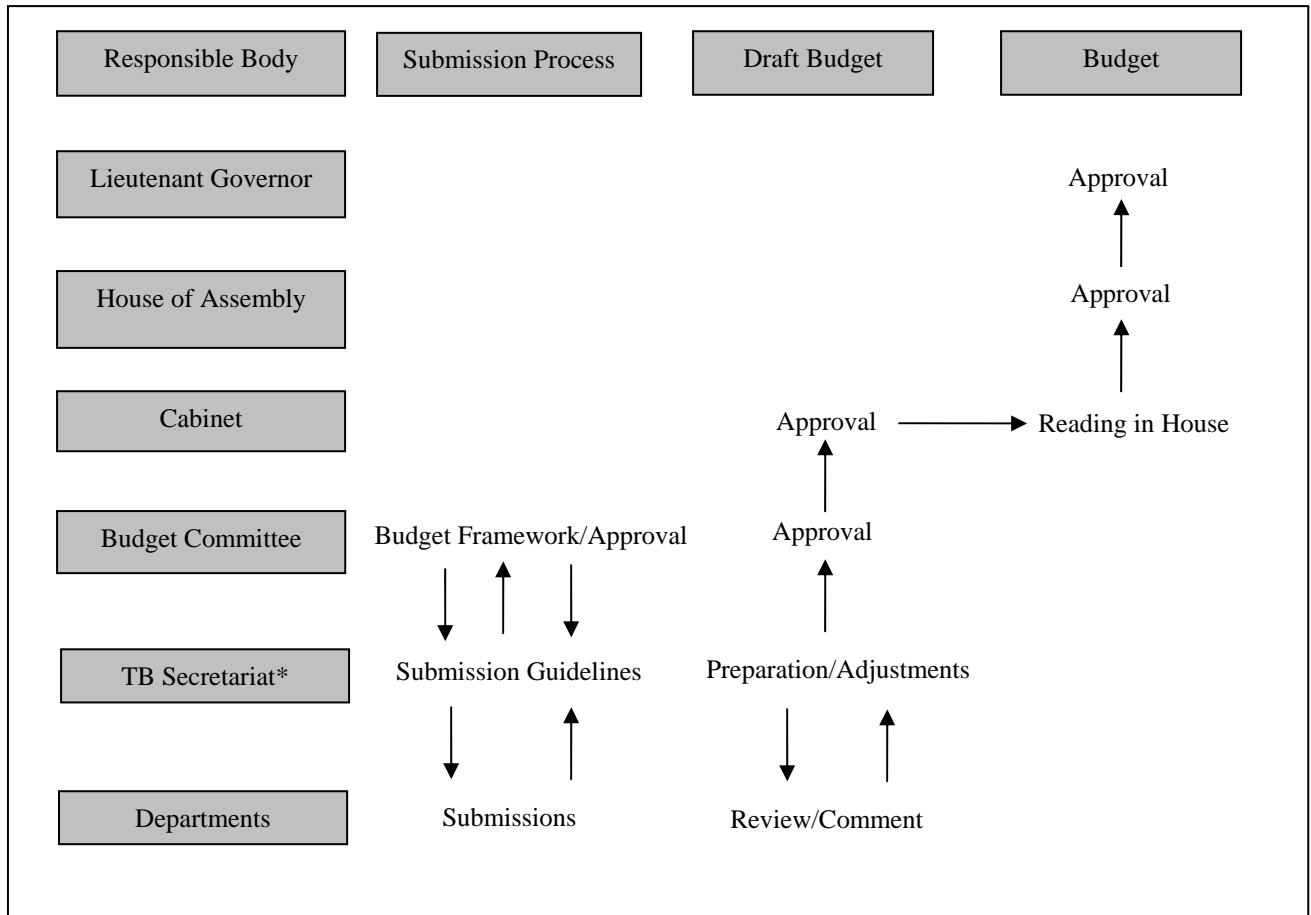 Responsible Body
Submission Process
Draft Budget
Budget
Lieutenant Governor
Approval
House of Assembly
Approval
Cabinet
Approval
Reading in House
Budget Committee
Budget Framework/Approval
Approval
TB Secretariat*
Submission Guidelines
Preparation/Adjustments
Departments
Submissions
Review/Comment